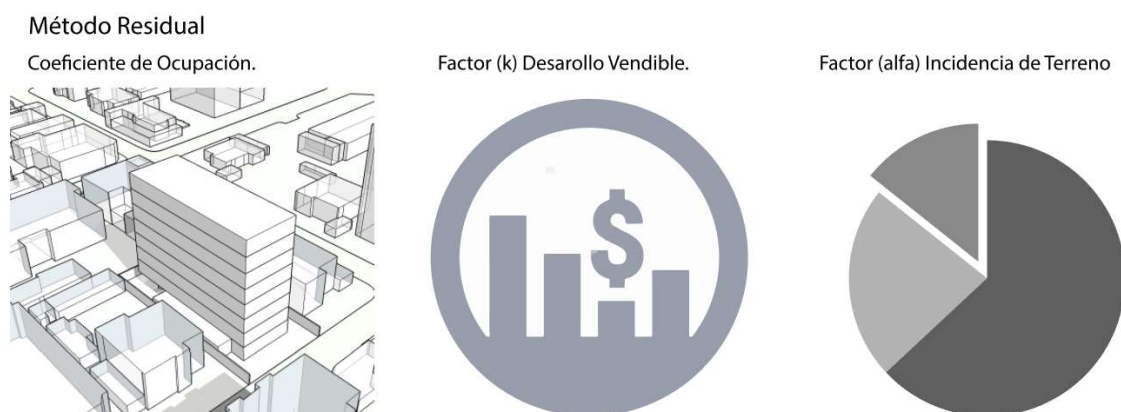 Método Residual
Coeficiente de Ocupación.
Factor (k) Desarollo Vendible.
Factor (alfa) Incidencia de Terreno
$